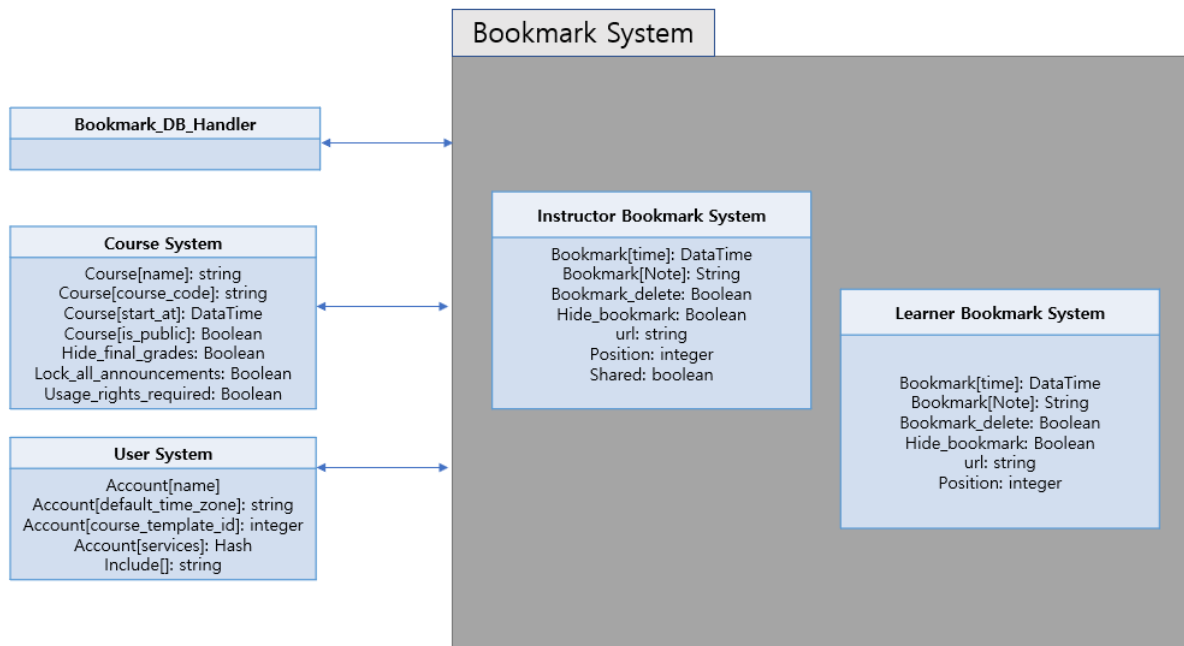 Bookmark System
Bookmark_DB_Handler
Course System
Course[name]: string
Course[course_code]: string
Course[start_at]: DataTime
Course[is_public]: Boolean
Hide_final_grades: Boolean
Lock_all_announcements: Boolean
Usage_rights_required: Boolean
User System
Account[name]
Account[default_time_zone]: string
Account[course_template_id]: integer
Account[services]: Hash
Include[]: string
Instructor Bookmark System
Bookmark[time]: DataTime
Bookmark[Note]: String
Bookmark_delete: Boolean
Hide_bookmark: Boolean
url: string
Position: integer
Shared: boolean
Learner Bookmark System
Bookmark[time]: DataTime
Bookmark[Note]: String
Bookmark_delete: Boolean
Hide_bookmark: Boolean
url: string
Position: integer